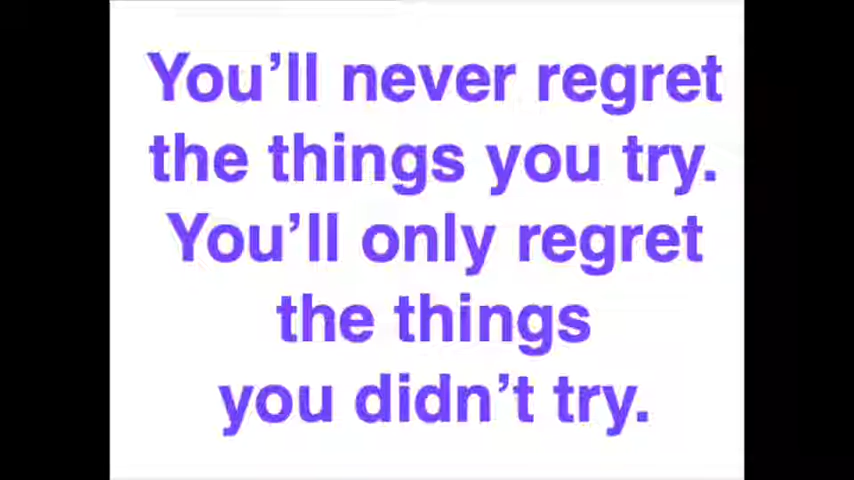 You’ll never regret
the things you try.
You’ll only regret
the things
you didn’t try.